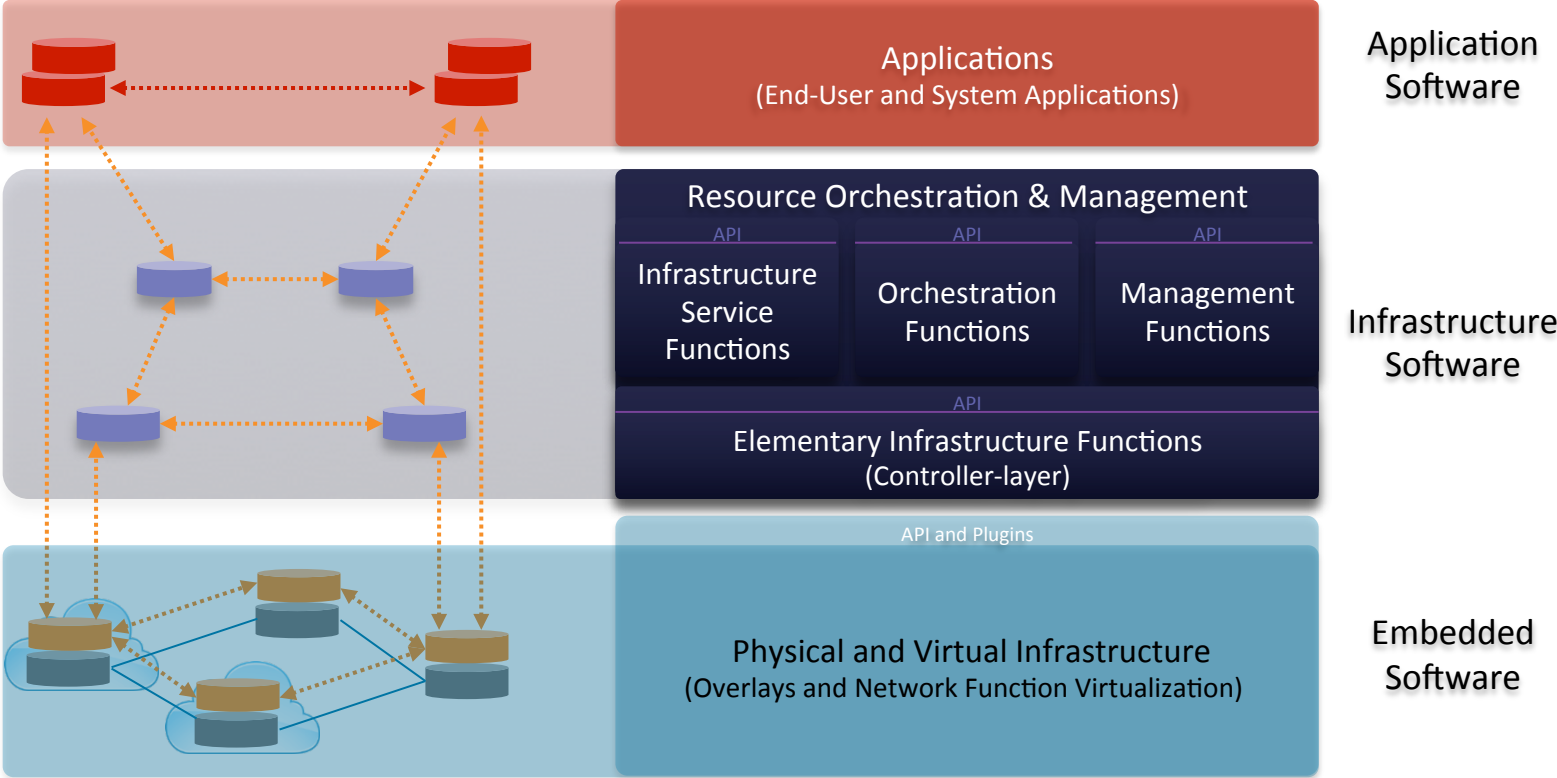 Applications
(End-User and System Applications)
Application
Software
Resource Orchestration & Management
API
Infrastructure
Service
Functions
API
Orchestration
Functions
API
Management
Functions
API
Elementary Infrastructure Functions
(Controller-layer)
Infrastructure
Software
API and Plugins
Physical and Virtual Infrastructure
(Overlays and Network Function Virtualization)
Embedded
Software